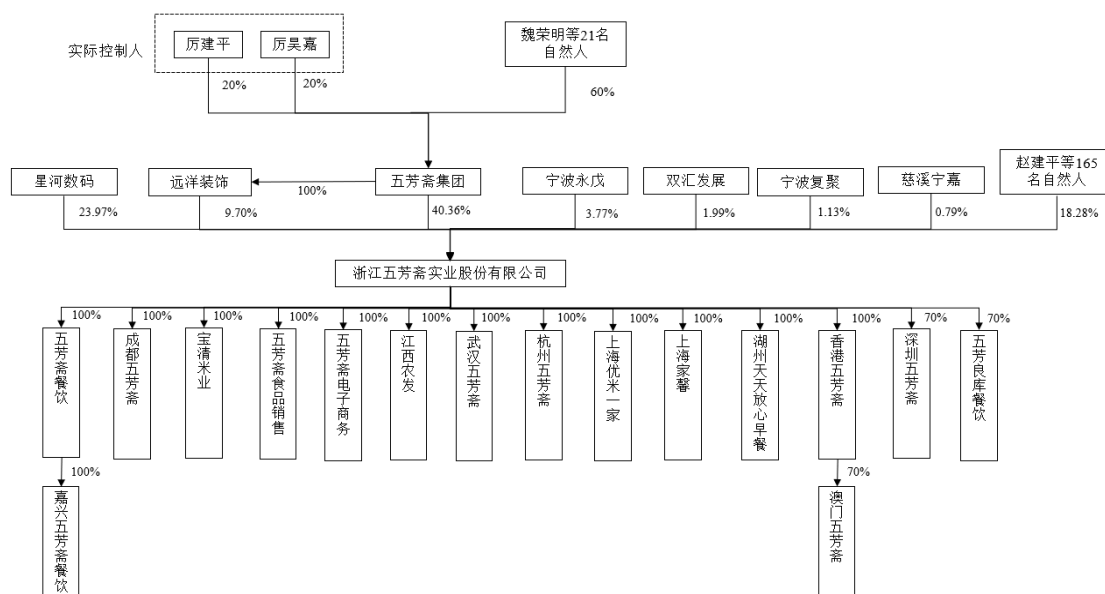 实际控制人
厉建平
厉昊嘉
魏荣明等21名
自然人
20%
20%
60%
星河数码
远洋装饰
100%
五芳斋集团
宁波永戊
双汇发展
宁波复聚
慈溪宁嘉
赵建平等165
名自然人
23.97%
9.70%
40.36%
3.77%
1.99%
1.13%
0.79%
18.28%
浙江五芳斋实业股份有限公司
100%
100%
100%
100%
100%
100%
100%
100%
100%
100%
100%
100%
70%
70%
五芳斋餐饮
成都五芳斋
宝清米业
五芳斋食品销售
五芳斋电子商务
江西农发
武汉五芳斋
杭州五芳斋
上海优米一家
上海家馨
湖州天天放心早餐
香港五芳斋
深圳五芳斋
五芳良库餐饮
100%
70%
嘉兴五芳斋餐饮
澳门五芳斋